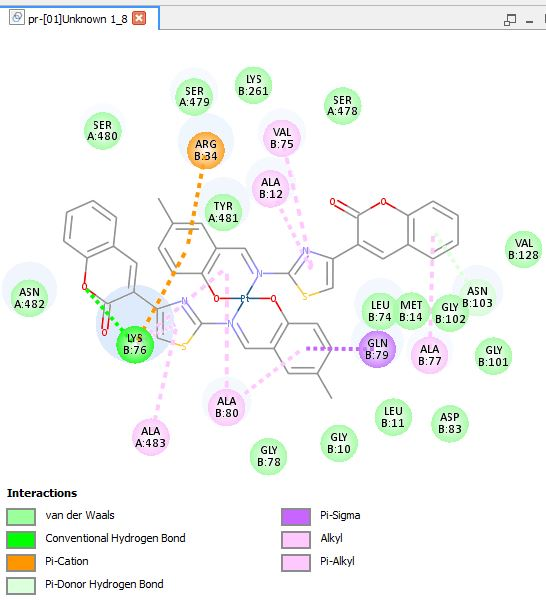 pr-[01]Unknown 1_8
LYS
B:261
SER
A:479
SER
B:478
SER
A:480
VAL
B:75
ARG
B:34
ALA
B:12
TYR
A:481
O
O
N
N
VAL
B:128
ASN
A:482
O
O
N
O
Pt
O
S
N
S
LEU
B:74
MET
B:14
GLY
B:102
ASN
B:103
LYS
B:76
GLN
B:79
ALA
B:77
GLY
B:101
ALA
B:80
ALA
A:483
LEU
B:11
ASP
B:83
GLY
B:10
GLY
B:78
Interactions
van der Waals
Conventional Hydrogen Bond
Pi-Cation
Pi-Donor Hydrogen Bond
Pi-Sigma
Alkyl
Pi-Alkyl